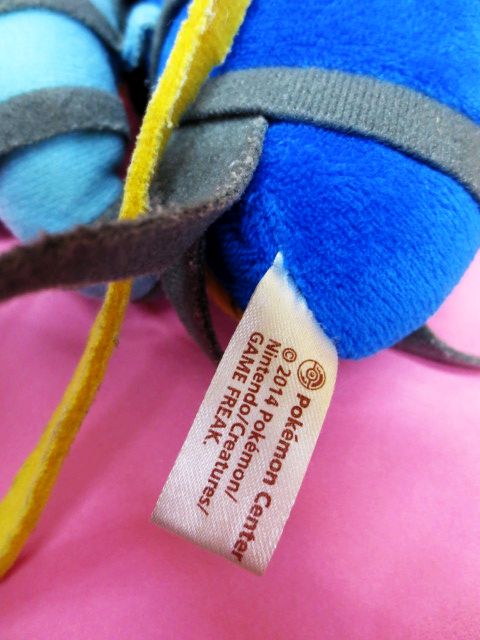 Pokémon Center
© 2014 Pokémon/
Nintendo/Creatures/
GAME FREAK.